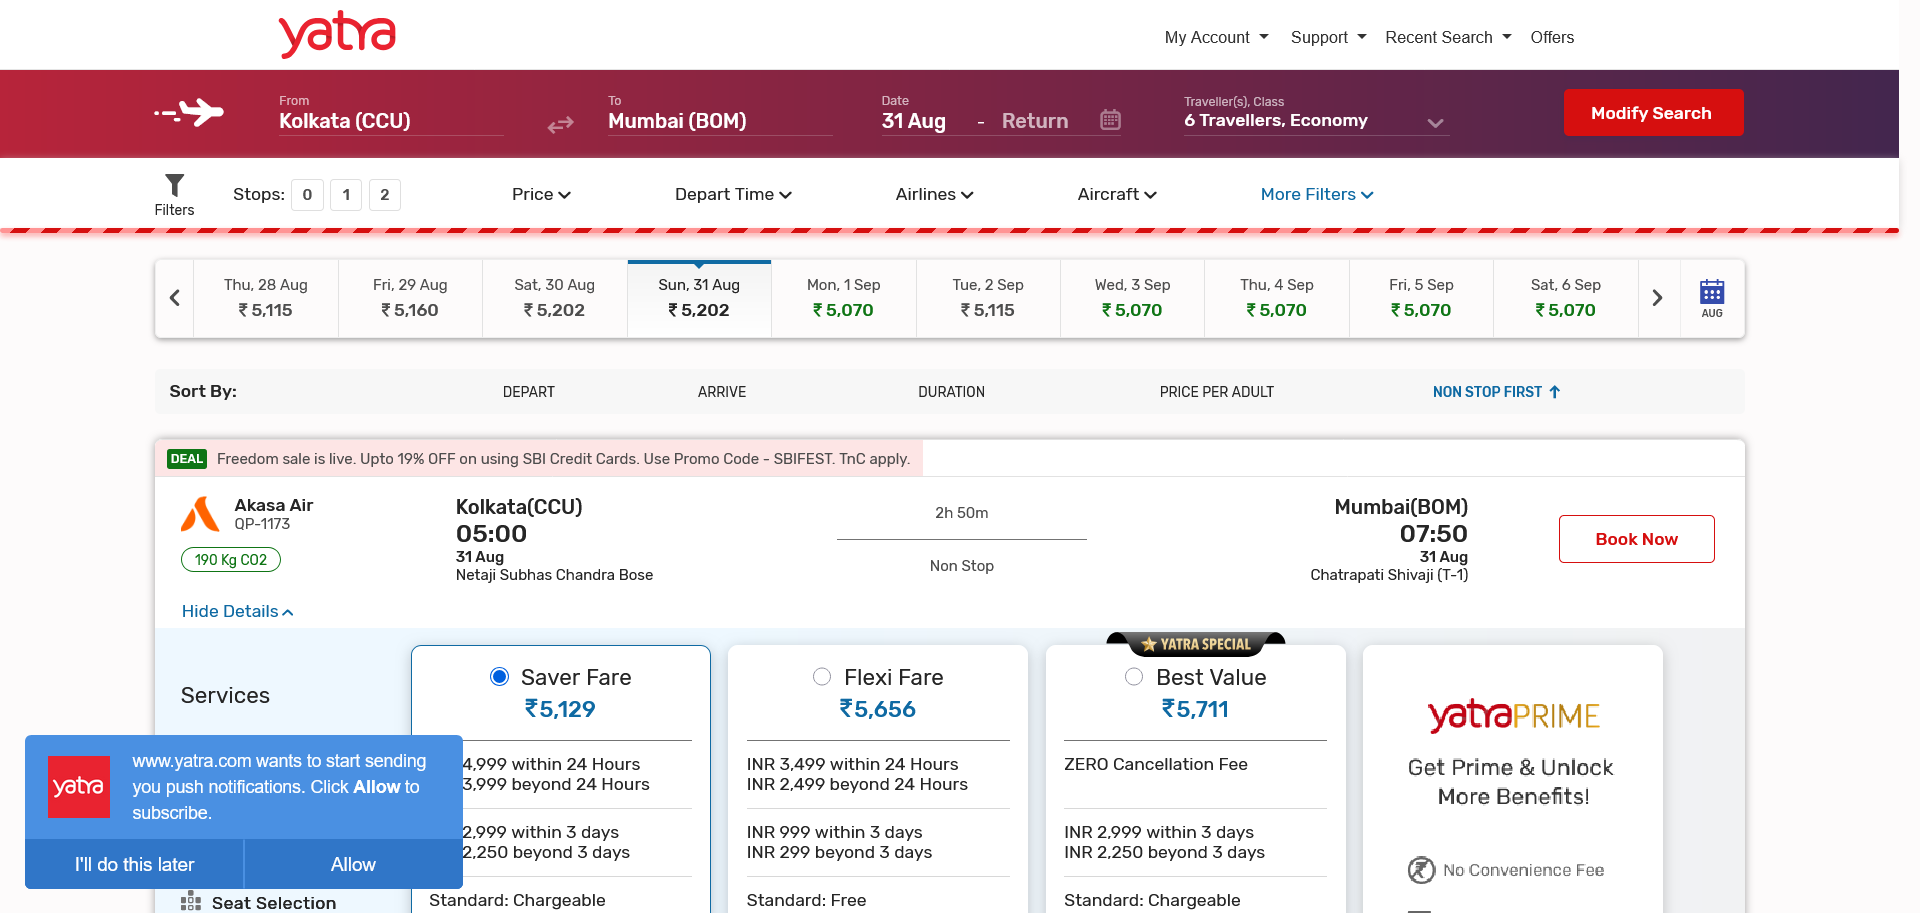 yatra
My Account Support Recent Search Offers
From
Kolkata (CCU)
To
Mumbai (BOM)
Date
31 Aug - Return
Traveller(s), Class
6 Travellers, Economy
Modify Search
Filters
Stops: 0 1 2
Price
Depart Time
Airlines
Aircraft
More Filters
Thu, 28 Aug
₹ 5,115
Fri, 29 Aug
₹ 5,160
Sat, 30 Aug
₹ 5,202
Sun, 31 Aug
₹ 5,202
Mon, 1 Sep
₹ 5,070
Tue, 2 Sep
₹ 5,115
Wed, 3 Sep
₹ 5,070
Thu, 4 Sep
₹ 5,070
Fri, 5 Sep
₹ 5,070
Sat, 6 Sep
₹ 5,070
AUG
Sort By: DEPART ARRIVE DURATION PRICE PER ADULT NON STOP FIRST
DEAL Freedom sale is live. Upto 19% OFF on using SBI Credit Cards. Use Promo Code - SBIFEST. TnC apply.
Akasa Air
QP-1173
190 Kg CO2
Kolkata(CCU)
05:00
31 Aug
Netaji Subhas Chandra Bose
2h 50m
Non Stop
Mumbai(BOM)
07:50
31 Aug
Chatrapati Shivaji (T-1)
Book Now
Hide Details
Services
Saver Fare
₹5,129
4,999 within 24 Hours
3,999 beyond 24 Hours
2,999 within 3 days
2,250 beyond 3 days
Standard: Chargeable
Flexi Fare
₹5,656
INR 3,499 within 24 Hours
INR 2,499 beyond 24 Hours
INR 999 within 3 days
INR 299 beyond 3 days
Standard: Free
YATRA SPECIAL
Best Value
₹5,711
ZERO Cancellation Fee
INR 2,999 within 3 days
INR 2,250 beyond 3 days
Standard: Chargeable
yatra PRIME
Get Prime & Unlock
More Benefits!
No Convenience Fee
yatra
www.yatra.com wants to start sending
you push notifications. Click Allow to
subscribe.
I'll do this later
Allow
Seat Selection